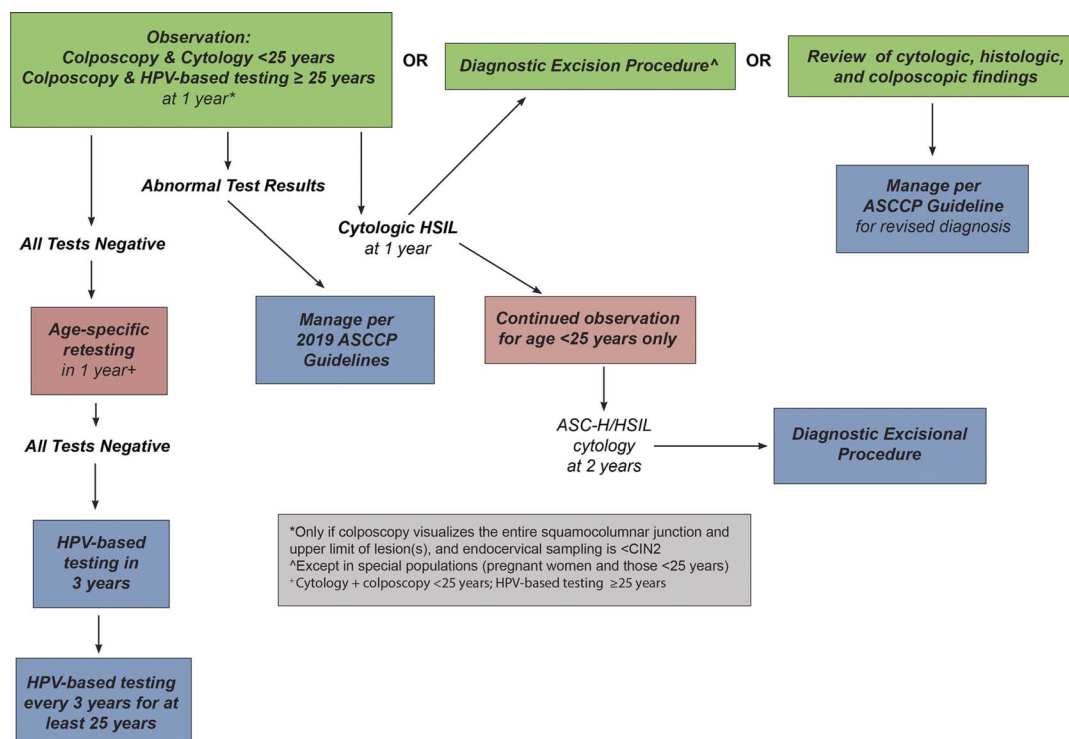 Observation:
Colposcopy & Cytology <25 years
Colposcopy & HPV-based testing ≥ 25 years
at 1 year*
OR
Diagnostic Excision Procedure^
OR
Review of cytologic, histologic,
and colposcopic findings
Abnormal Test Results
Manage per
ASCCP Guideline
for revised diagnosis
Cytologic HSIL
at 1 year
All Tests Negative
Age-specific
retesting
in 1 year+
Manage per
2019 ASCCP
Guidelines
Continued observation
for age <25 years only
All Tests Negative
ASC-H/HSIL
cytology
at 2 years
Diagnostic Excisional
Procedure
HPV-based
testing in
3 years
*Only if colposcopy visualizes the entire squamocolumnar junction and
upper limit of lesion(s), and endocervical sampling is <CIN2
^Except in special populations (pregnant women and those <25 years)
+Cytology + colposcopy <25 years; HPV-based testing ≥25 years
HPV-based testing
every 3 years for at
least 25 years